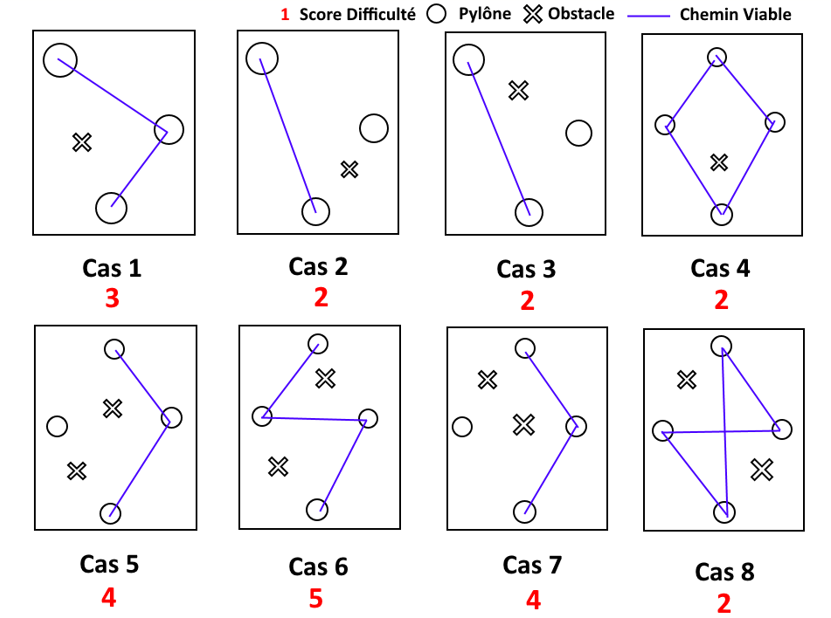 1 Score Difficulté Pylône Obstacle Chemin Viable
Cas 1 Cas 2 Cas 3 Cas 4
3 2 2 2
Cas 5 Cas 6 Cas 7 Cas 8
4 5 4 2